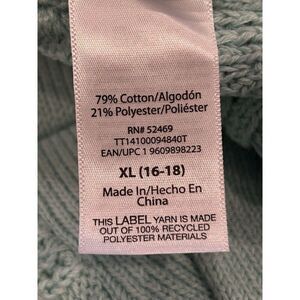 79% Cotton/Algodón
21% Polyester/Poliéster
RN# 52469
TT14100094840T
EAN/UPC 1 9609898223
XL (16-18)
Made In/Hecho En
China
THIS LABEL YARN IS MADE
OUT OF 100% RECYCLED
POLYESTER MATERIALS